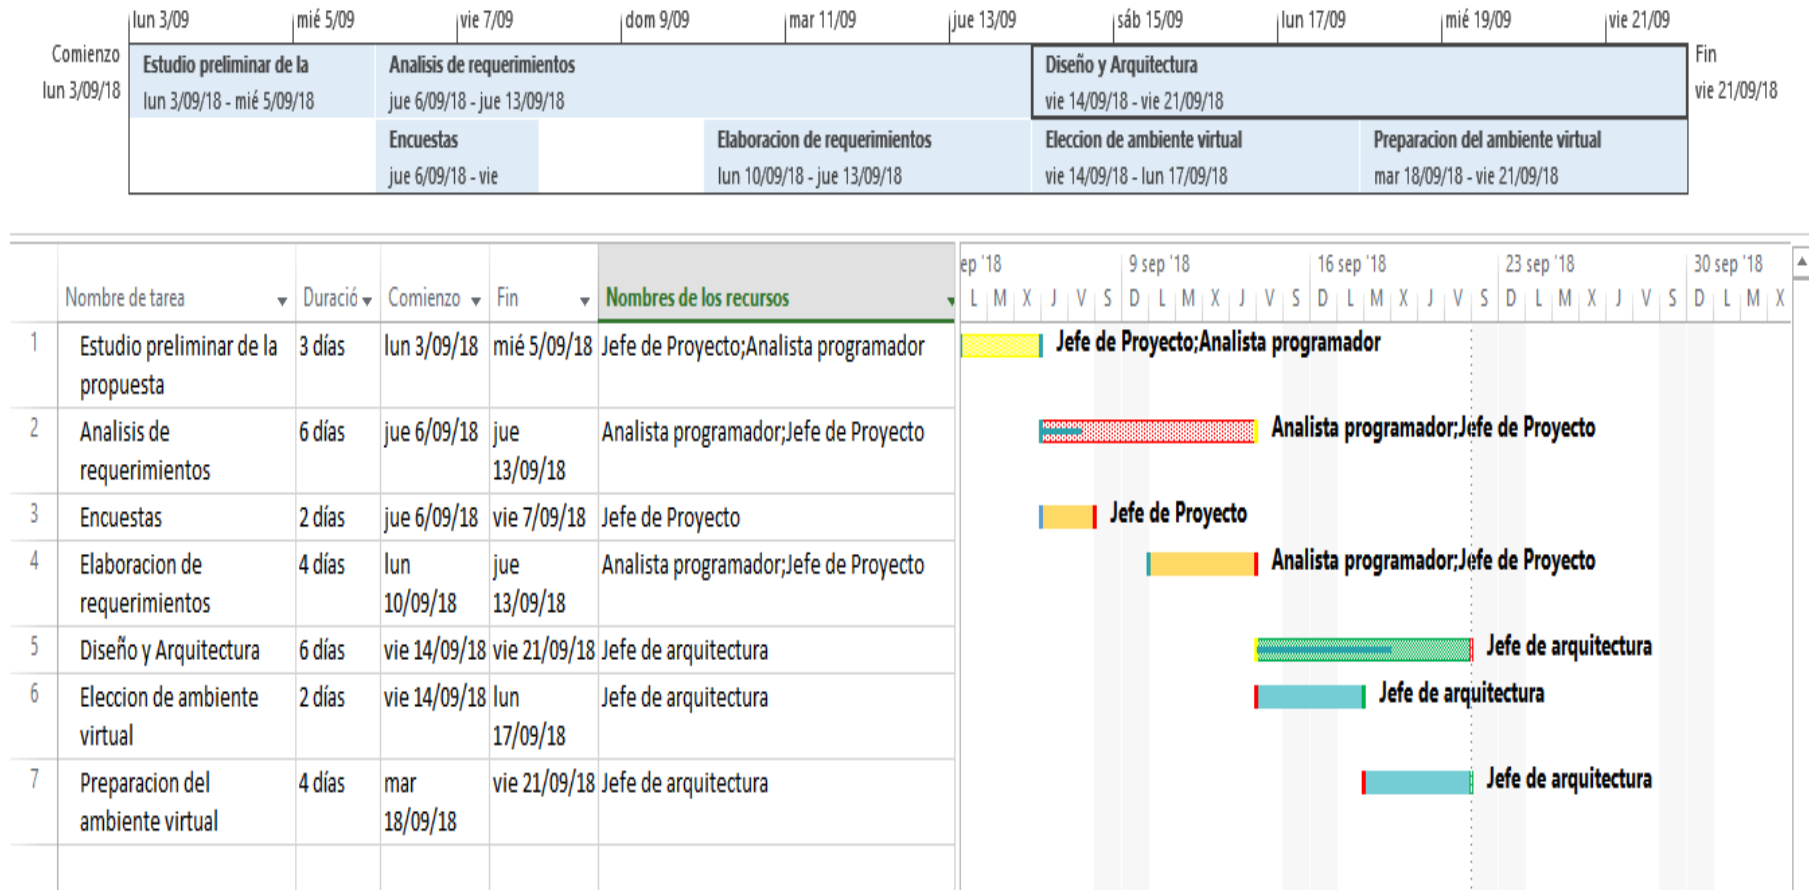 lun 3/09 mié 5/09 vie 7/09 dom 9/09 mar 11/09 jue 13/09 sáb 15/09 lun 17/09 mié 19/09 vie 21/09
Comienzo
lun 3/09/18
Estudio preliminar de la
lun 3/09/18 - mié 5/09/18
Analisis de requerimientos
jue 6/09/18 - jue 13/09/18
Diseño y Arquitectura
vie 14/09/18 - vie 21/09/18
Fin
vie 21/09/18
Encuestas
jue 6/09/18 - vie
Elaboracion de requerimientos
lun 10/09/18 - jue 13/09/18
Eleccion de ambiente virtual
vie 14/09/18 - lun 17/09/18
Preparacion del ambiente virtual
mar 18/09/18 - vie 21/09/18
ep '18 9 sep '18 16 sep '18 23 sep '18 30 sep '18
Nombre de tarea Duració Comienzo Fin Nombres de los recursos L M X J V S D L M X J V S D L M X J V S D L M X J V S D L M X
1 Estudio preliminar de la 3 días lun 3/09/18 mié 5/09/18 Jefe de Proyecto;Analista programador Jefe de Proyecto;Analista programador
propuesta
2 Analisis de 6 días jue 6/09/18 jue Analista programador;Jefe de Proyecto Analista programador;Jefe de Proyecto
requerimientos 13/09/18
3 Encuestas 2 días jue 6/09/18 vie 7/09/18 Jefe de Proyecto Jefe de Proyecto
4 Elaboracion de 4 días lun jue Analista programador;Jefe de Proyecto Analista programador;Jefe de Proyecto
requerimientos 10/09/18 13/09/18
5 Diseño y Arquitectura 6 días vie 14/09/18 vie 21/09/18 Jefe de arquitectura Jefe de arquitectura
6 Eleccion de ambiente 2 días vie 14/09/18 lun Jefe de arquitectura Jefe de arquitectura
virtual 17/09/18
7 Preparacion del 4 días mar vie 21/09/18 Jefe de arquitectura Jefe de arquitectura
ambiente virtual 18/09/18